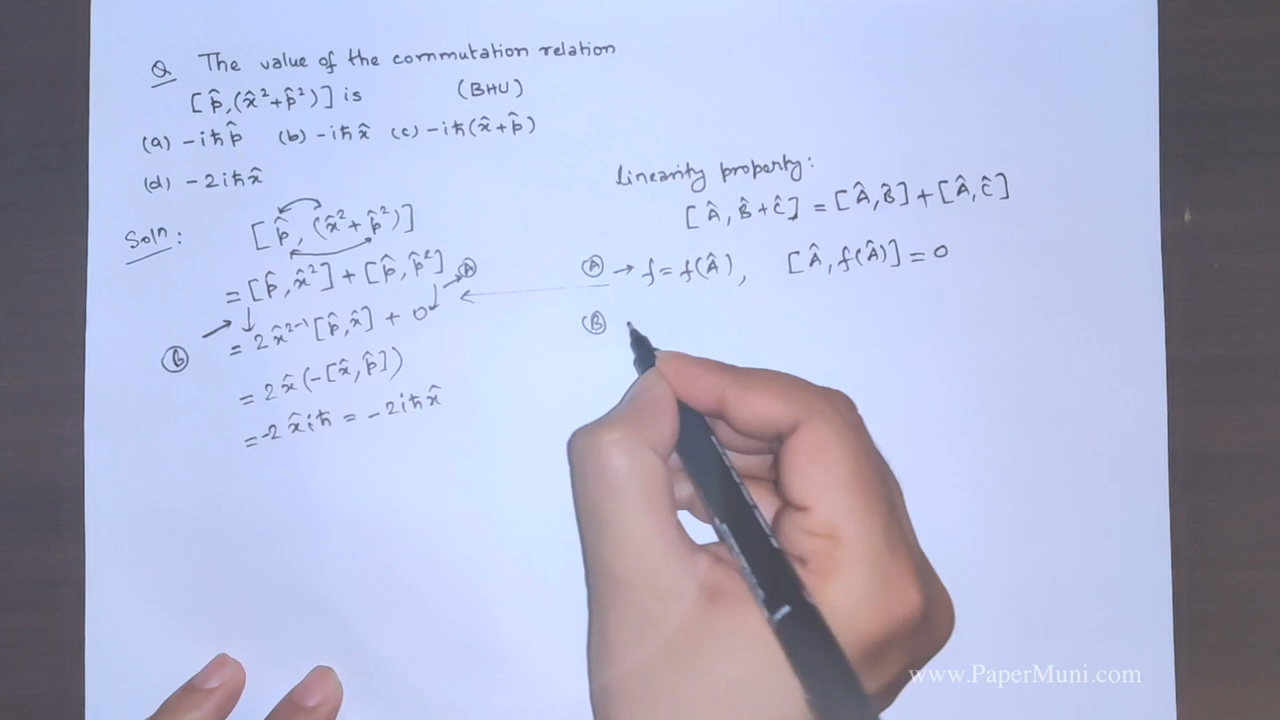 Q. The value of the commutation relation
[p̂, (x̂²+p̂²)] is (BHU)
(a) -iħp̂ (b) -iħx̂ (c) -iħ(x̂+p̂)
(d) -2iħx̂
Soln:
[p̂, (x̂²+p̂²)]
= [p̂, x̂²] + [p̂, p̂²] Ⓐ
Ⓑ
= 2x̂²⁻¹[p̂, x̂] + 0
= 2x̂(-[x̂, p̂])
= -2x̂iħ = -2iħx̂
linearity property:
[Â, B̂+Ĉ] = [Â, B̂] + [Â, Ĉ]
Ⓐ → f = f(Â), [Â, f(Â)] = 0
Ⓑ
www.PaperMuni.com